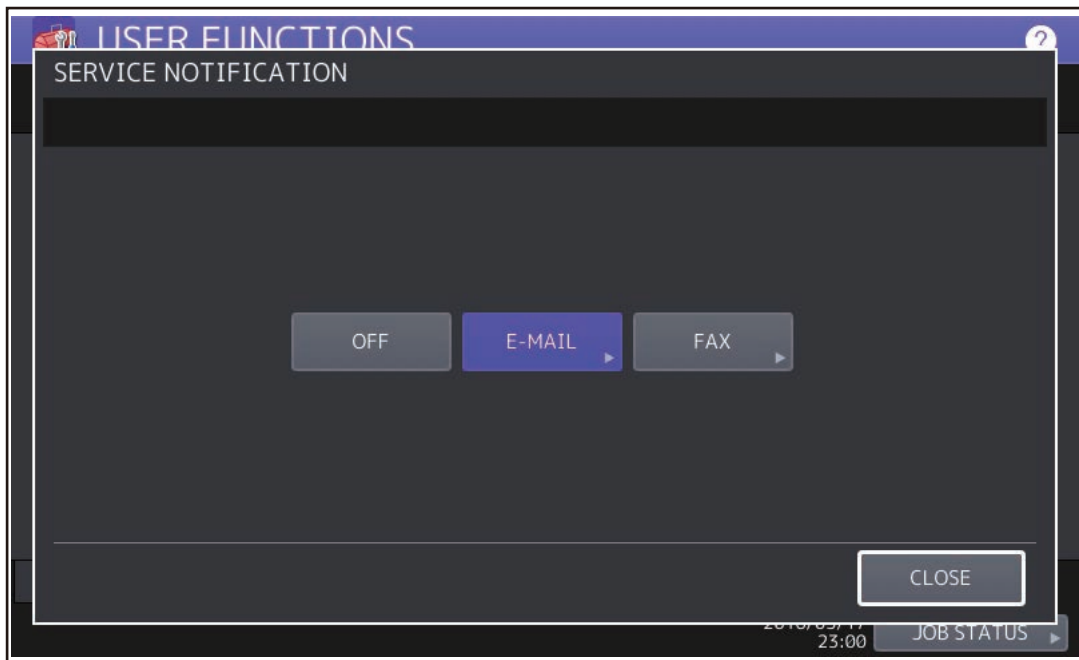 USER FUNCTIONS
?
SERVICE NOTIFICATION
OFF
E-MAIL
FAX
CLOSE
23:00
JOB STATUS